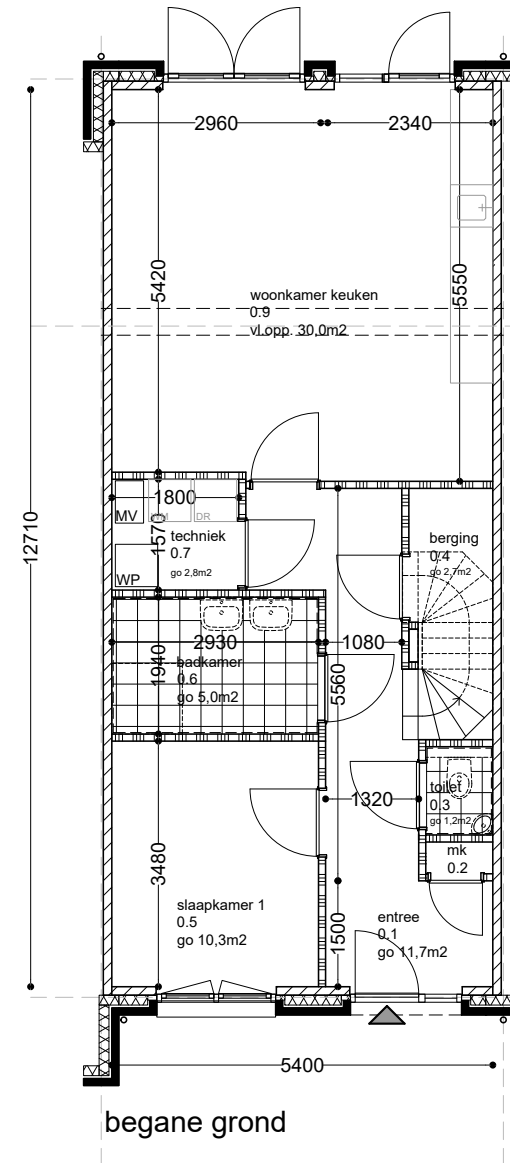 2960
2340
5420
5550
woonkamer keuken
0.9
vl.opp. 30,0m2
12710
1800
MV
DR
1570
techniek
0.7
go 2,8m2
WP
berging
0.4
go 2,7m2
2930
1080
1940
badkamer
0.6
go 5,0m2
5560
1320
toilet
0.3
go 1,2m2
mk
0.2
3480
slaapkamer 1
0.5
go 10,3m2
1500
entree
0.1
go 11,7m2
5400
begane grond